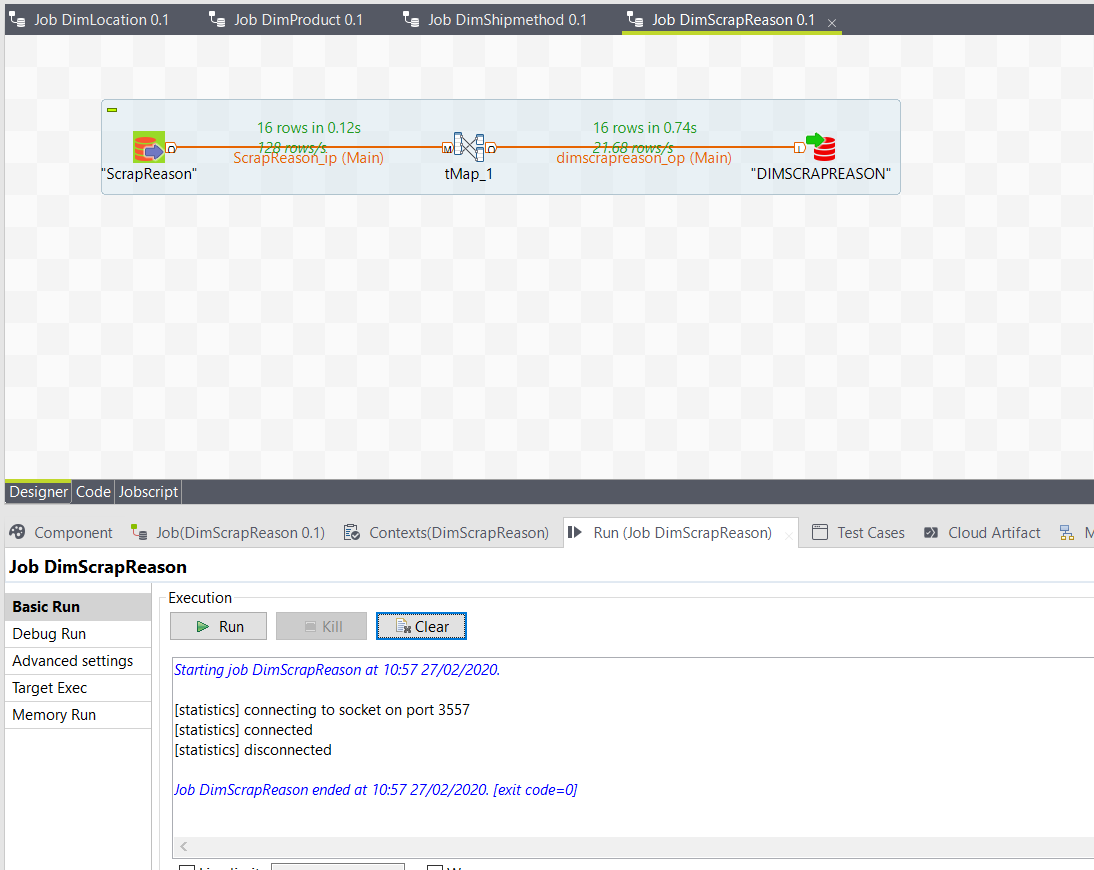 Job DimLocation 0.1
Job DimProduct 0.1
Job DimShipmethod 0.1
Job DimScrapReason 0.1
16 rows in 0.12s
128 rows/s
ScrapReason_ip (Main)
16 rows in 0.74s
21.68 rows/s
dimscrapreason_op (Main)
"ScrapReason"
tMap_1
"DIMSCRAPREASON"
Designer
Code
Jobscript
Component
Job(DimScrapReason 0.1)
Contexts(DimScrapReason)
Run (Job DimScrapReason)
Test Cases
Cloud Artifact
Job DimScrapReason
Basic Run
Debug Run
Advanced settings
Target Exec
Memory Run
Execution
Run
Kill
Clear
Starting job DimScrapReason at 10:57 27/02/2020.
[statistics] connecting to socket on port 3557
[statistics] connected
[statistics] disconnected
Job DimScrapReason ended at 10:57 27/02/2020. [exit code=0]